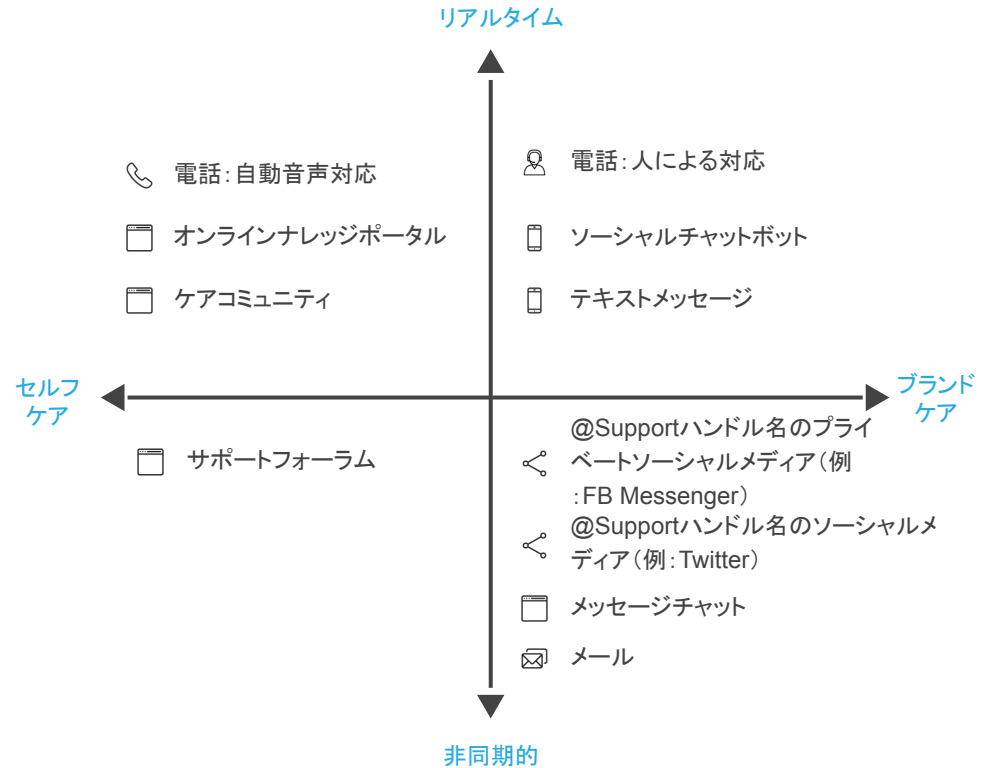 リアルタイム
電話：自動音声対応
オンラインナレッジポータル
ケアコミュニティ
電話：人による対応
ソーシャルチャットボット
テキストメッセージ
セルフ
ケア
ブランド
ケア
サポートフォーラム
@Supportハンドル名のプライ
ベートソーシャルメディア（例
：FB Messenger）
@Supportハンドル名のソーシャルメ
ディア（例：Twitter）
メッセージチャット
メール
非同期的